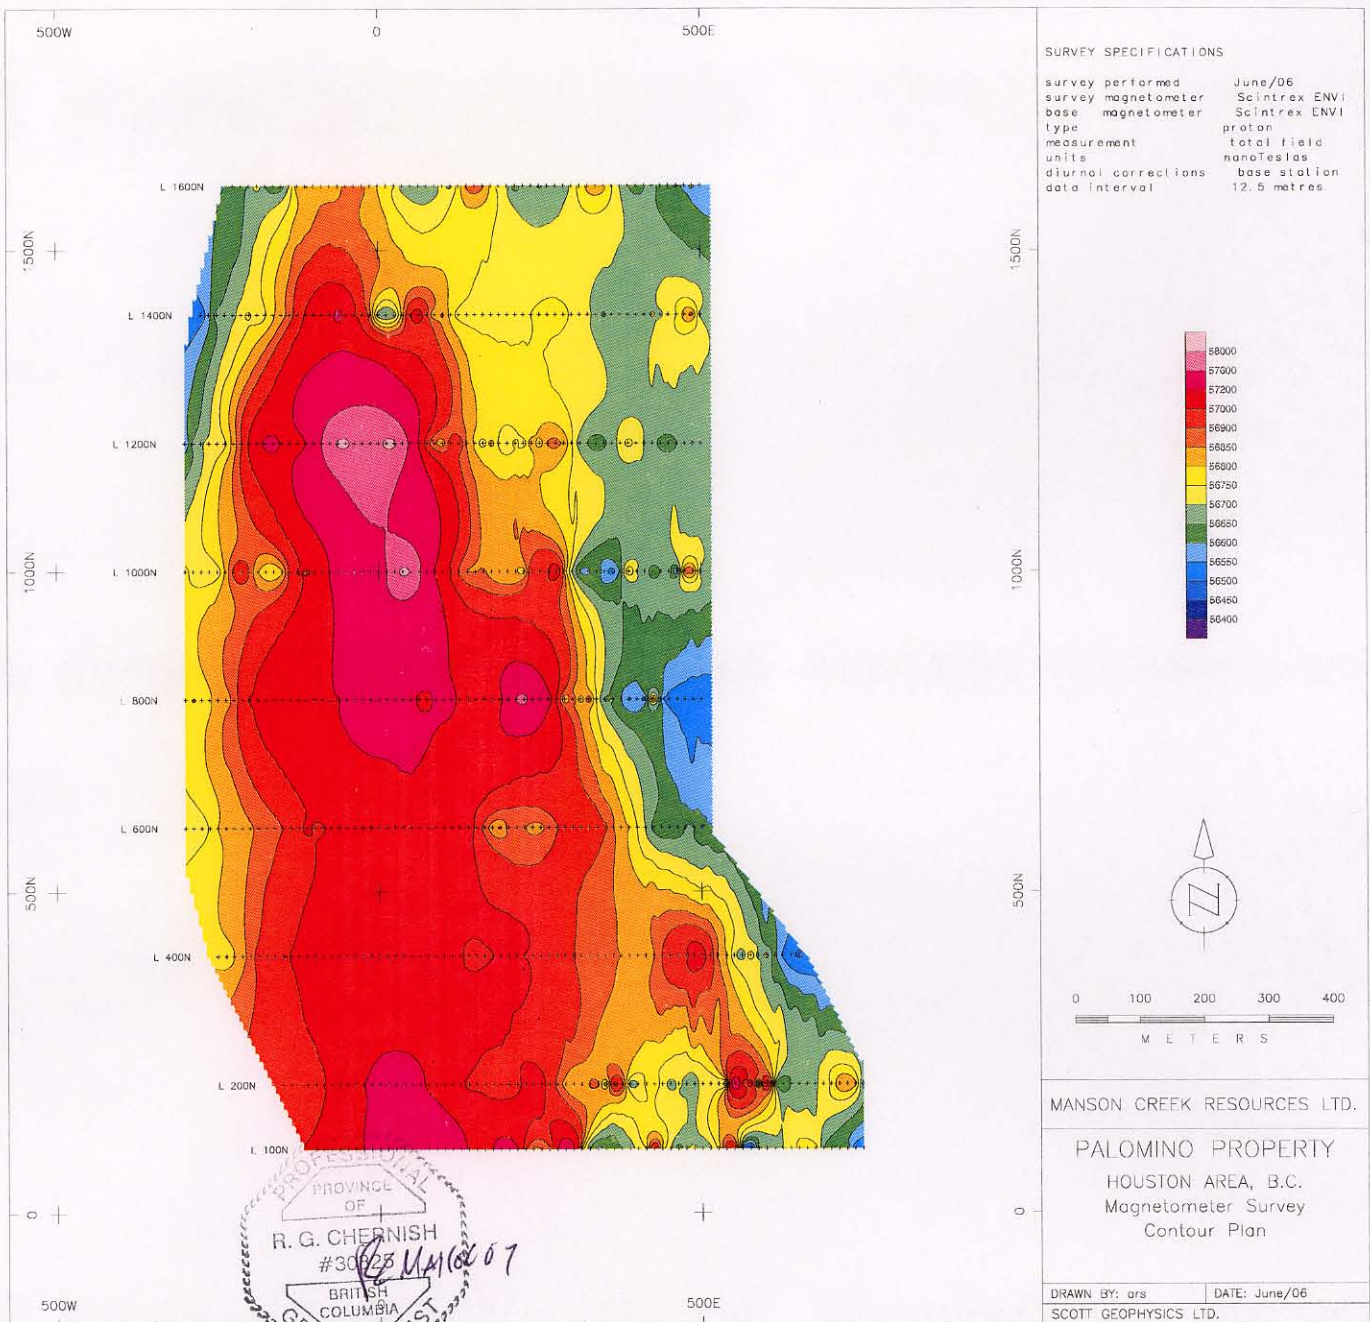 500W 0 500E
SURVEY SPECIFICATIONS
survey performed June/06
survey magnetometer Scintrex ENVI
base magnetometer Scintrex ENVI
type proton
measurement total field
units nanoTeslas
diurnal corrections base station
data interval 12.5 metres
L 1600N
1500N 1500N
L 1400N
58000
57600
57200
57000
56900
56850
56800
56750
56700
56650
56600
56550
56500
56450
56400
L 1200N
1000N L 1000N 1000N
L 800N
L 600N
500N 500N
N
L 400N
0 100 200 300 400
METERS
L 200N
L 100N
MANSON CREEK RESOURCES LTD.
PALOMINO PROPERTY
HOUSTON AREA, B.C.
Magnetometer Survey
Contour Plan
0 0
PROFESSIONAL
PROVINCE
OF
R. G. CHERNISH
BRITISH
COLUMBIA
500W 0 500E
DRAWN BY: ars DATE: June/06
SCOTT GEOPHYSICS LTD.